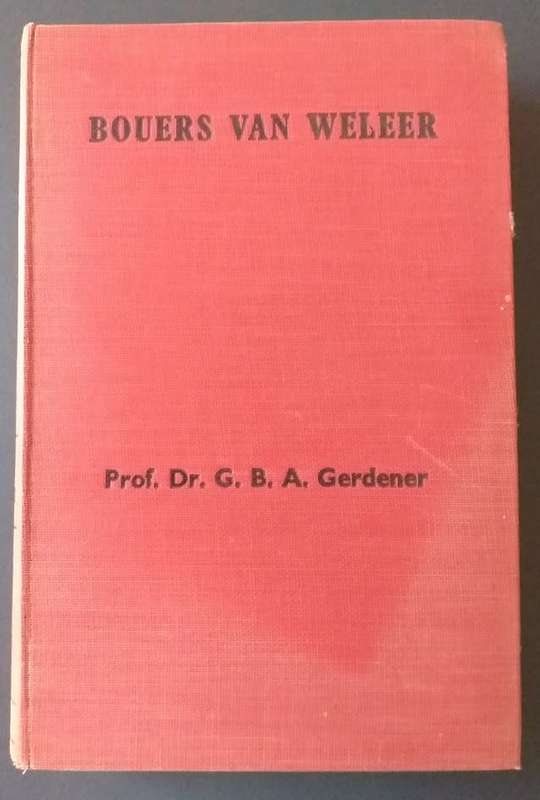 BOUERS VAN WELEER
Prof. Dr. G. B. A. Gerdener